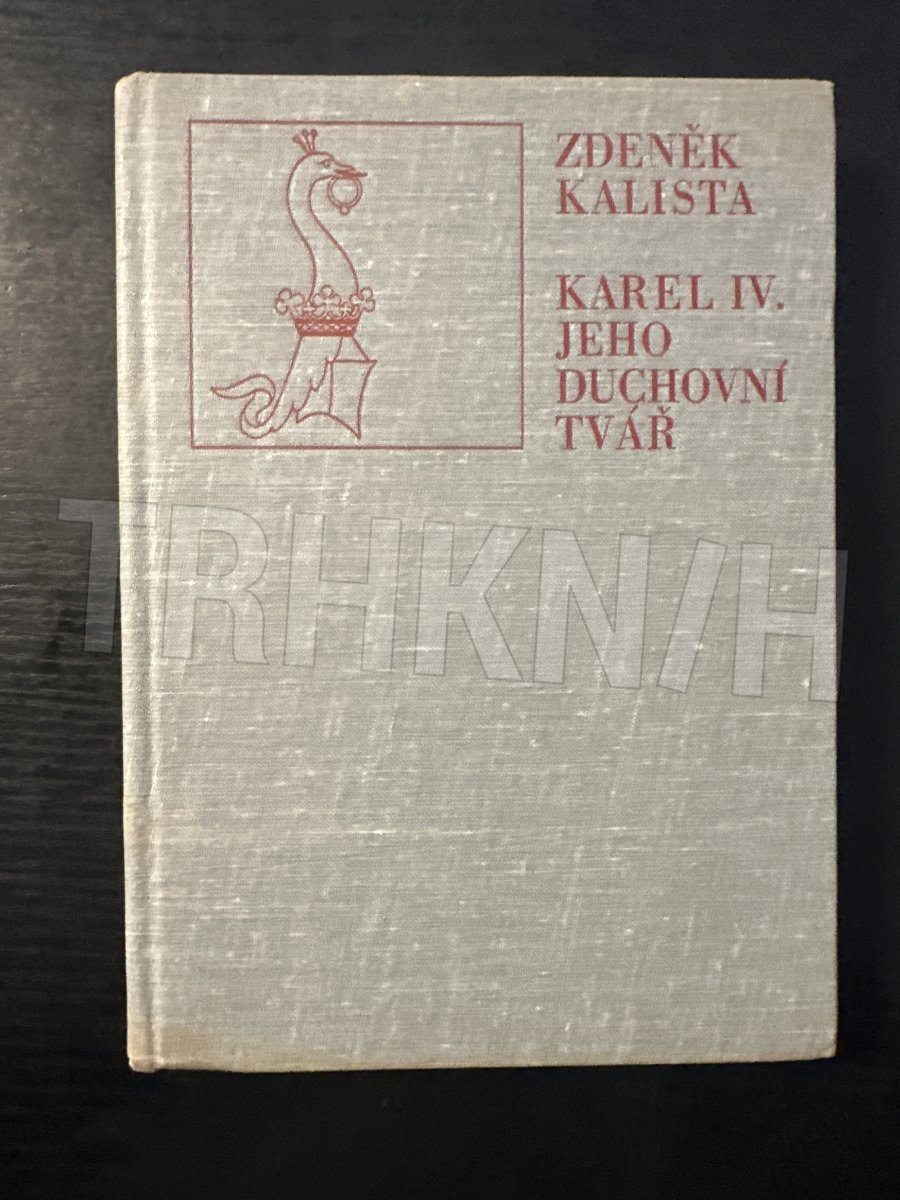 ZDENĚK
KALISTA
KAREL IV.
JEHO
DUCHOVNÍ
TVÁŘ
TRHKNIH